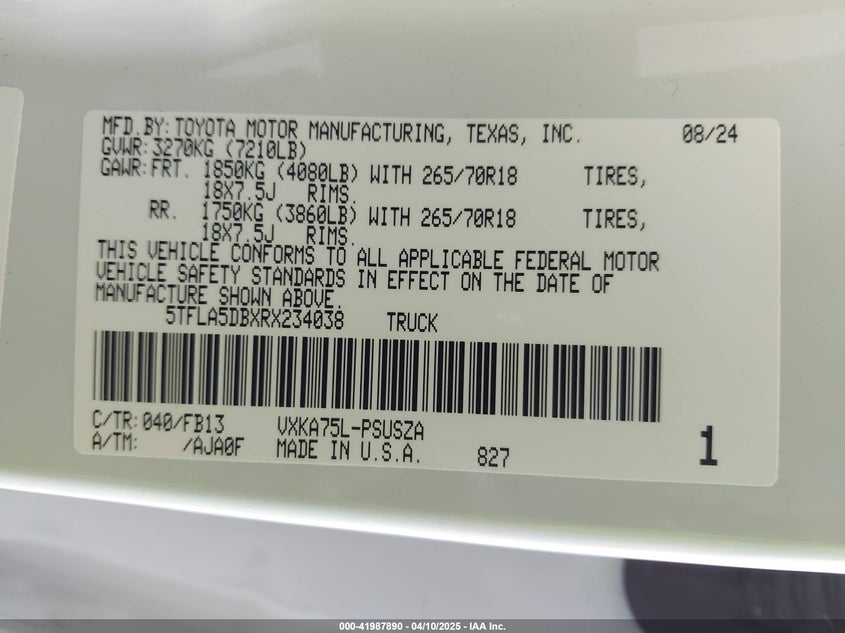 MFD.BY: TOYOTA MOTOR MANUFACTURING, TEXAS, INC. 08/24
GVWR: 3270KG (7210LB)
GAWR: FRT. 1850KG (4080LB) WITH 265/70R18 TIRES,
18X7.5J RIMS.
RR. 1750KG (3860LB) WITH 265/70R18 TIRES,
18X7.5J RIMS.
THIS VEHICLE CONFORMS TO ALL APPLICABLE FEDERAL MOTOR
VEHICLE SAFETY STANDARDS IN EFFECT ON THE DATE OF
MANUFACTURE SHOWN ABOVE.
5TFLA5DBXRX234038 TRUCK
C/TR: 040/FB13 VXKA75L-PSUSZA
A/TM: /AJA0F MADE IN U.S.A. 827 1
000-41987890 - 04/10/2025 - IAA Inc.